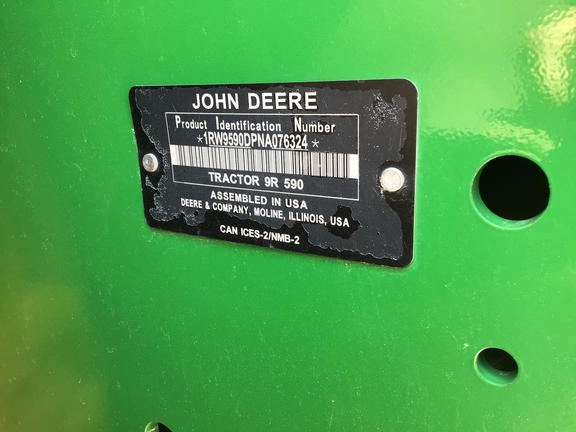 JOHN DEERE
Product Identification Number
*1RW9590DPNA076324*
TRACTOR 9R 590
ASSEMBLED IN USA
DEERE & COMPANY, MOLINE, ILLINOIS, USA
CAN ICES-2/NMB-2